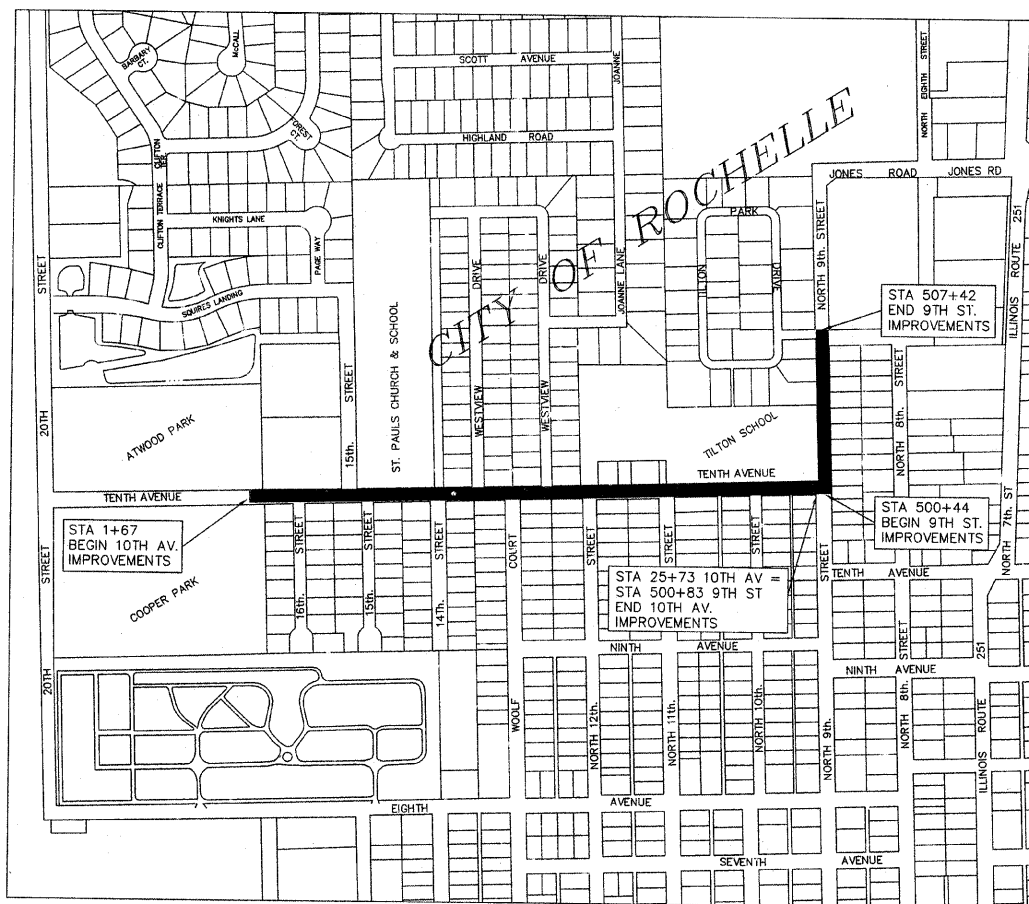 BARBARY
CT.
McCALL
SCOTT AVENUE
JOANNE
NORTH EIGHTH STREET
FOREST
CT.
CLIFTON
TER.
HIGHLAND ROAD
JONES ROAD
JONES RD
CITY OF ROCHELLE
CLIFTON TERRACE
KNIGHTS LANE
PAGE WAY
PARK
TILTON
DRIVE
NORTH 9th. STREET
ILLINOIS ROUTE 251
20TH STREET
SQUIRES LANDING
WESTVIEW DRIVE
WESTVIEW DRIVE
JOANNE LANE
STA 507+42
END 9TH ST.
IMPROVEMENTS
ST. PAULS CHURCH & SCHOOL
15th. STREET
ATWOOD PARK
TILTON SCHOOL
NORTH 8th. STREET
TENTH AVENUE
TENTH AVENUE
NORTH 7th. ST
STA 1+67
BEGIN 10TH AV.
IMPROVEMENTS
STA 500+44
BEGIN 9TH ST.
IMPROVEMENTS
COOPER PARK
16th. STREET
15th. STREET
14Th. STREET
WOOLF COURT
NORTH 12th. STREET
NORTH 11th. STREET
NORTH 10th. STREET
NORTH 9th. STREET
STA 25+73 10TH AV =
STA 500+83 9TH ST
END 10TH AV.
IMPROVEMENTS
TENTH AVENUE
20TH STREET
NINTH AVENUE
NINTH AVENUE
NORTH 8th. STREET
ILLINOIS ROUTE 251
EIGHTH AVENUE
SEVENTH AVENUE